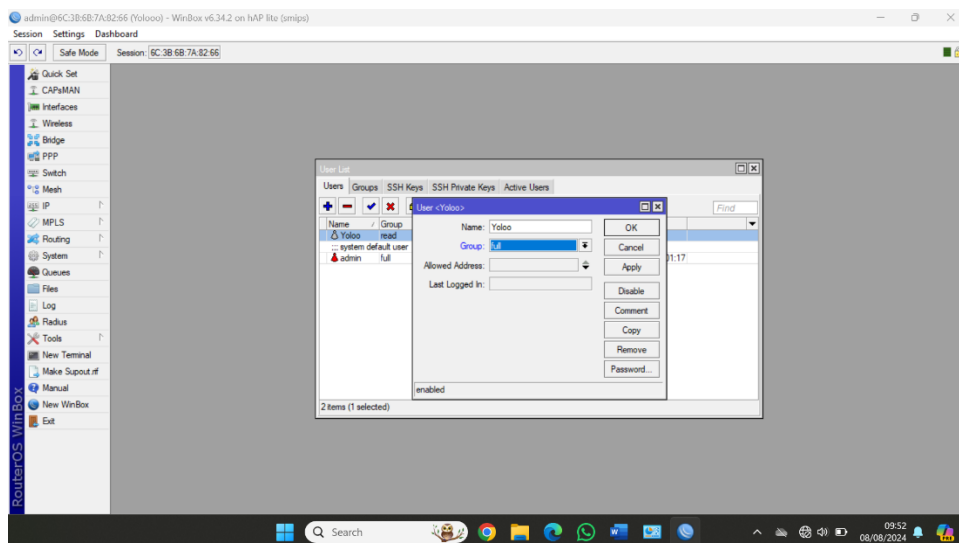 admin@6C:3B:6B:7A:82:66 (Yolooo) - WinBox v6.34.2 on hAP lite (smips)
Session Settings Dashboard
Safe Mode Session: 6C:3B:6B:7A:82:66
Quick Set
CAPsMAN
Interfaces
Wireless
Bridge
PPP
Switch
Mesh
IP
MPLS
Routing
System
Queues
Files
Log
Radius
Tools
New Terminal
Make Supout.rif
Manual
New WinBox
Exit
RouterOS WinBox
User List
Users Groups SSH Keys SSH Private Keys Active Users
Find
Name Group
Yoloo read
::: system default user
admin full
01:17
2 items (1 selected)
User <Yoloo>
Name: Yoloo
Group: full
Allowed Address:
Last Logged In:
OK
Cancel
Apply
Disable
Comment
Copy
Remove
Password...
enabled
Search
09:52
08/08/2024